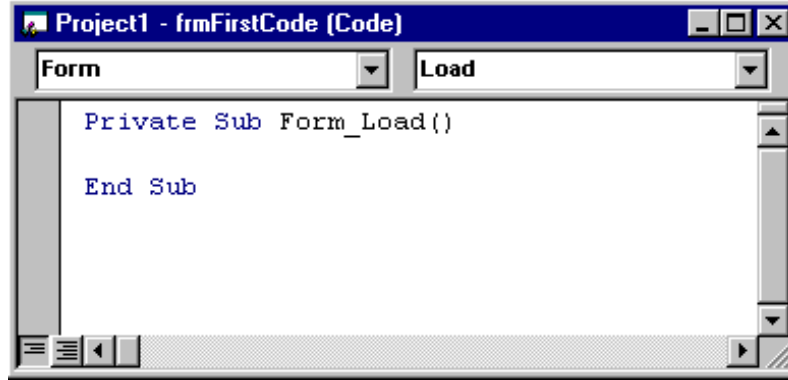 Project1 - frmFirstCode (Code)
Form Load
Private Sub Form_Load()
End Sub